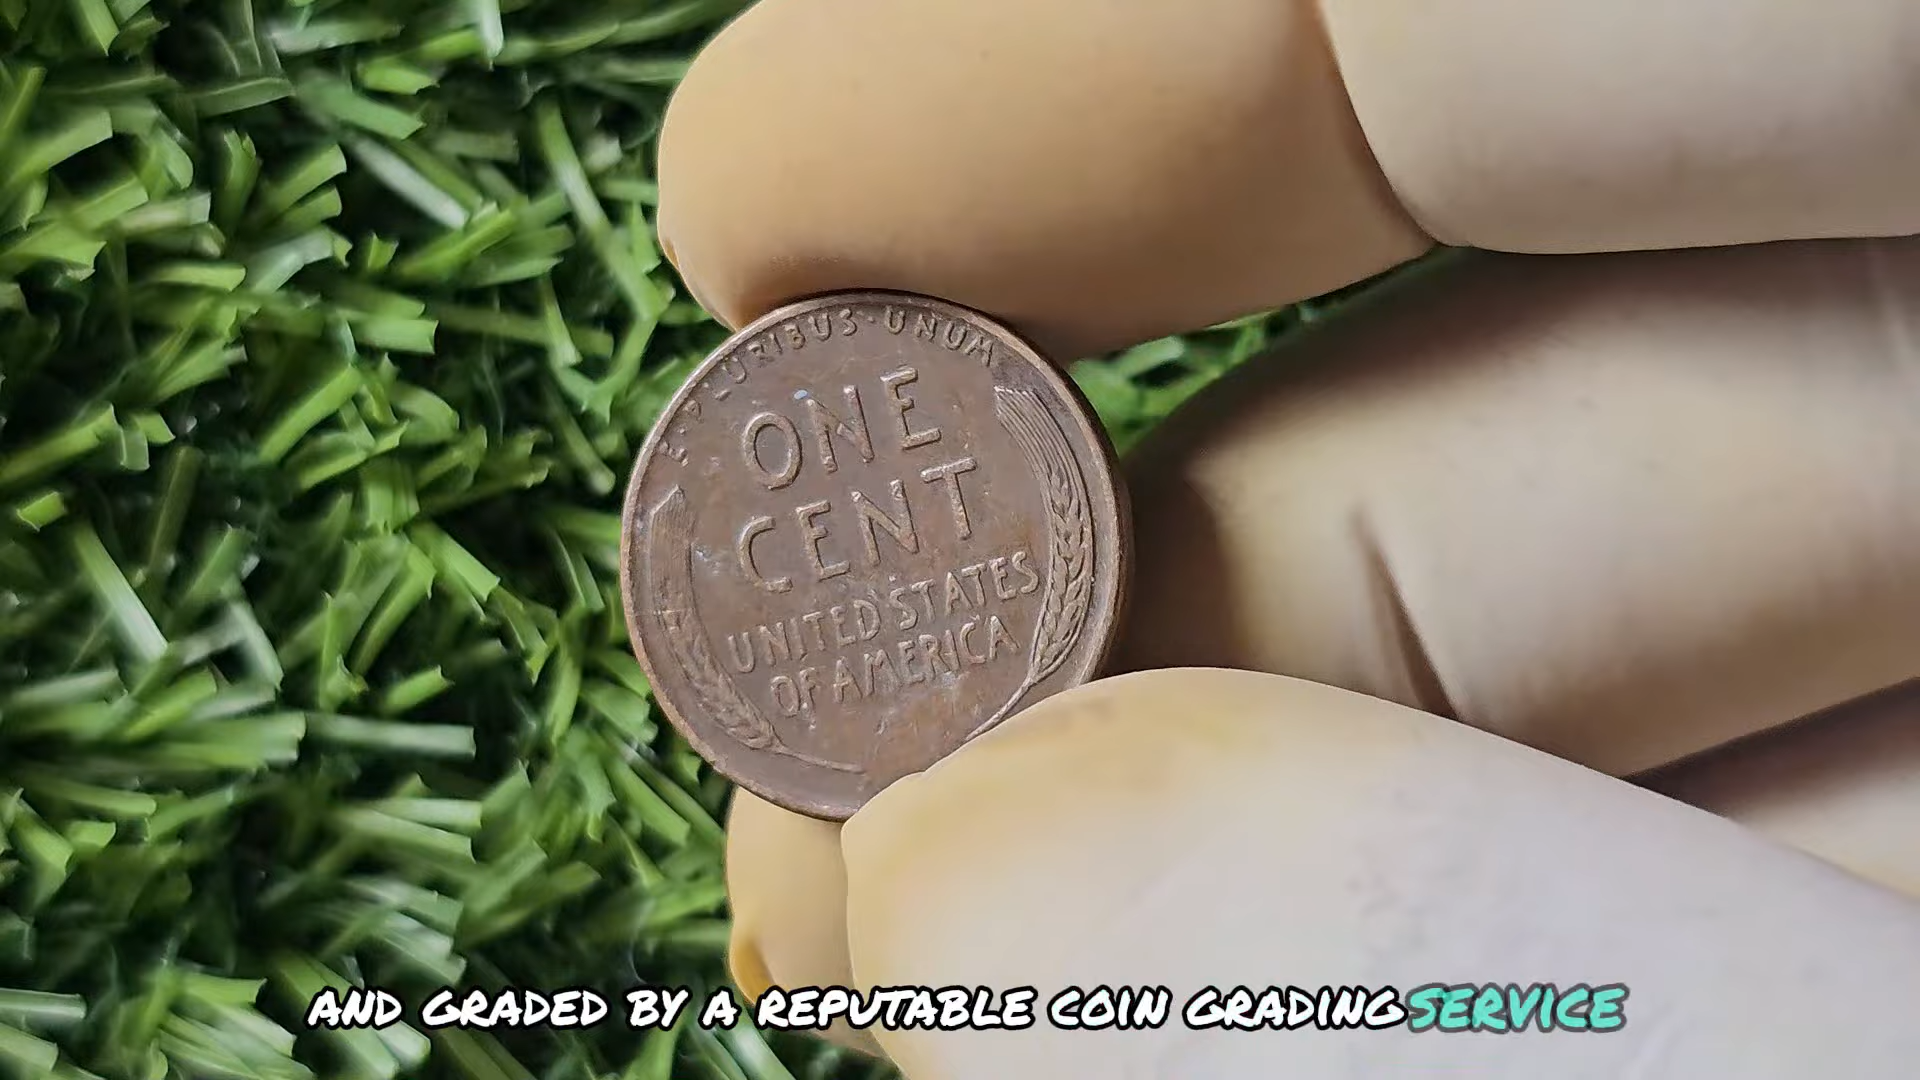 E·PLURIBUS·UNUM
ONE
CENT
UNITED STATES
OF AMERICA
AND GRADED BY A REPUTABLE COIN GRADING SERVICE